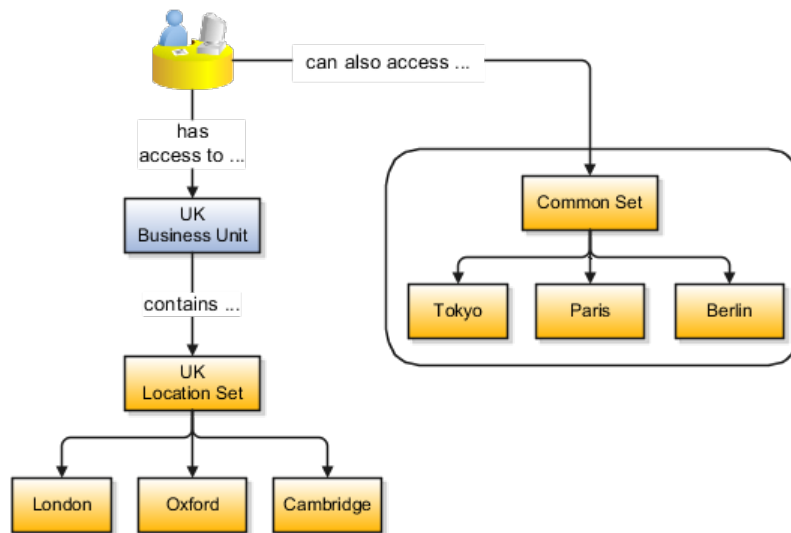 can also access ...
has
access to ...
UK
Business Unit
Common Set
contains ...
Tokyo
Paris
Berlin
UK
Location Set
London
Oxford
Cambridge